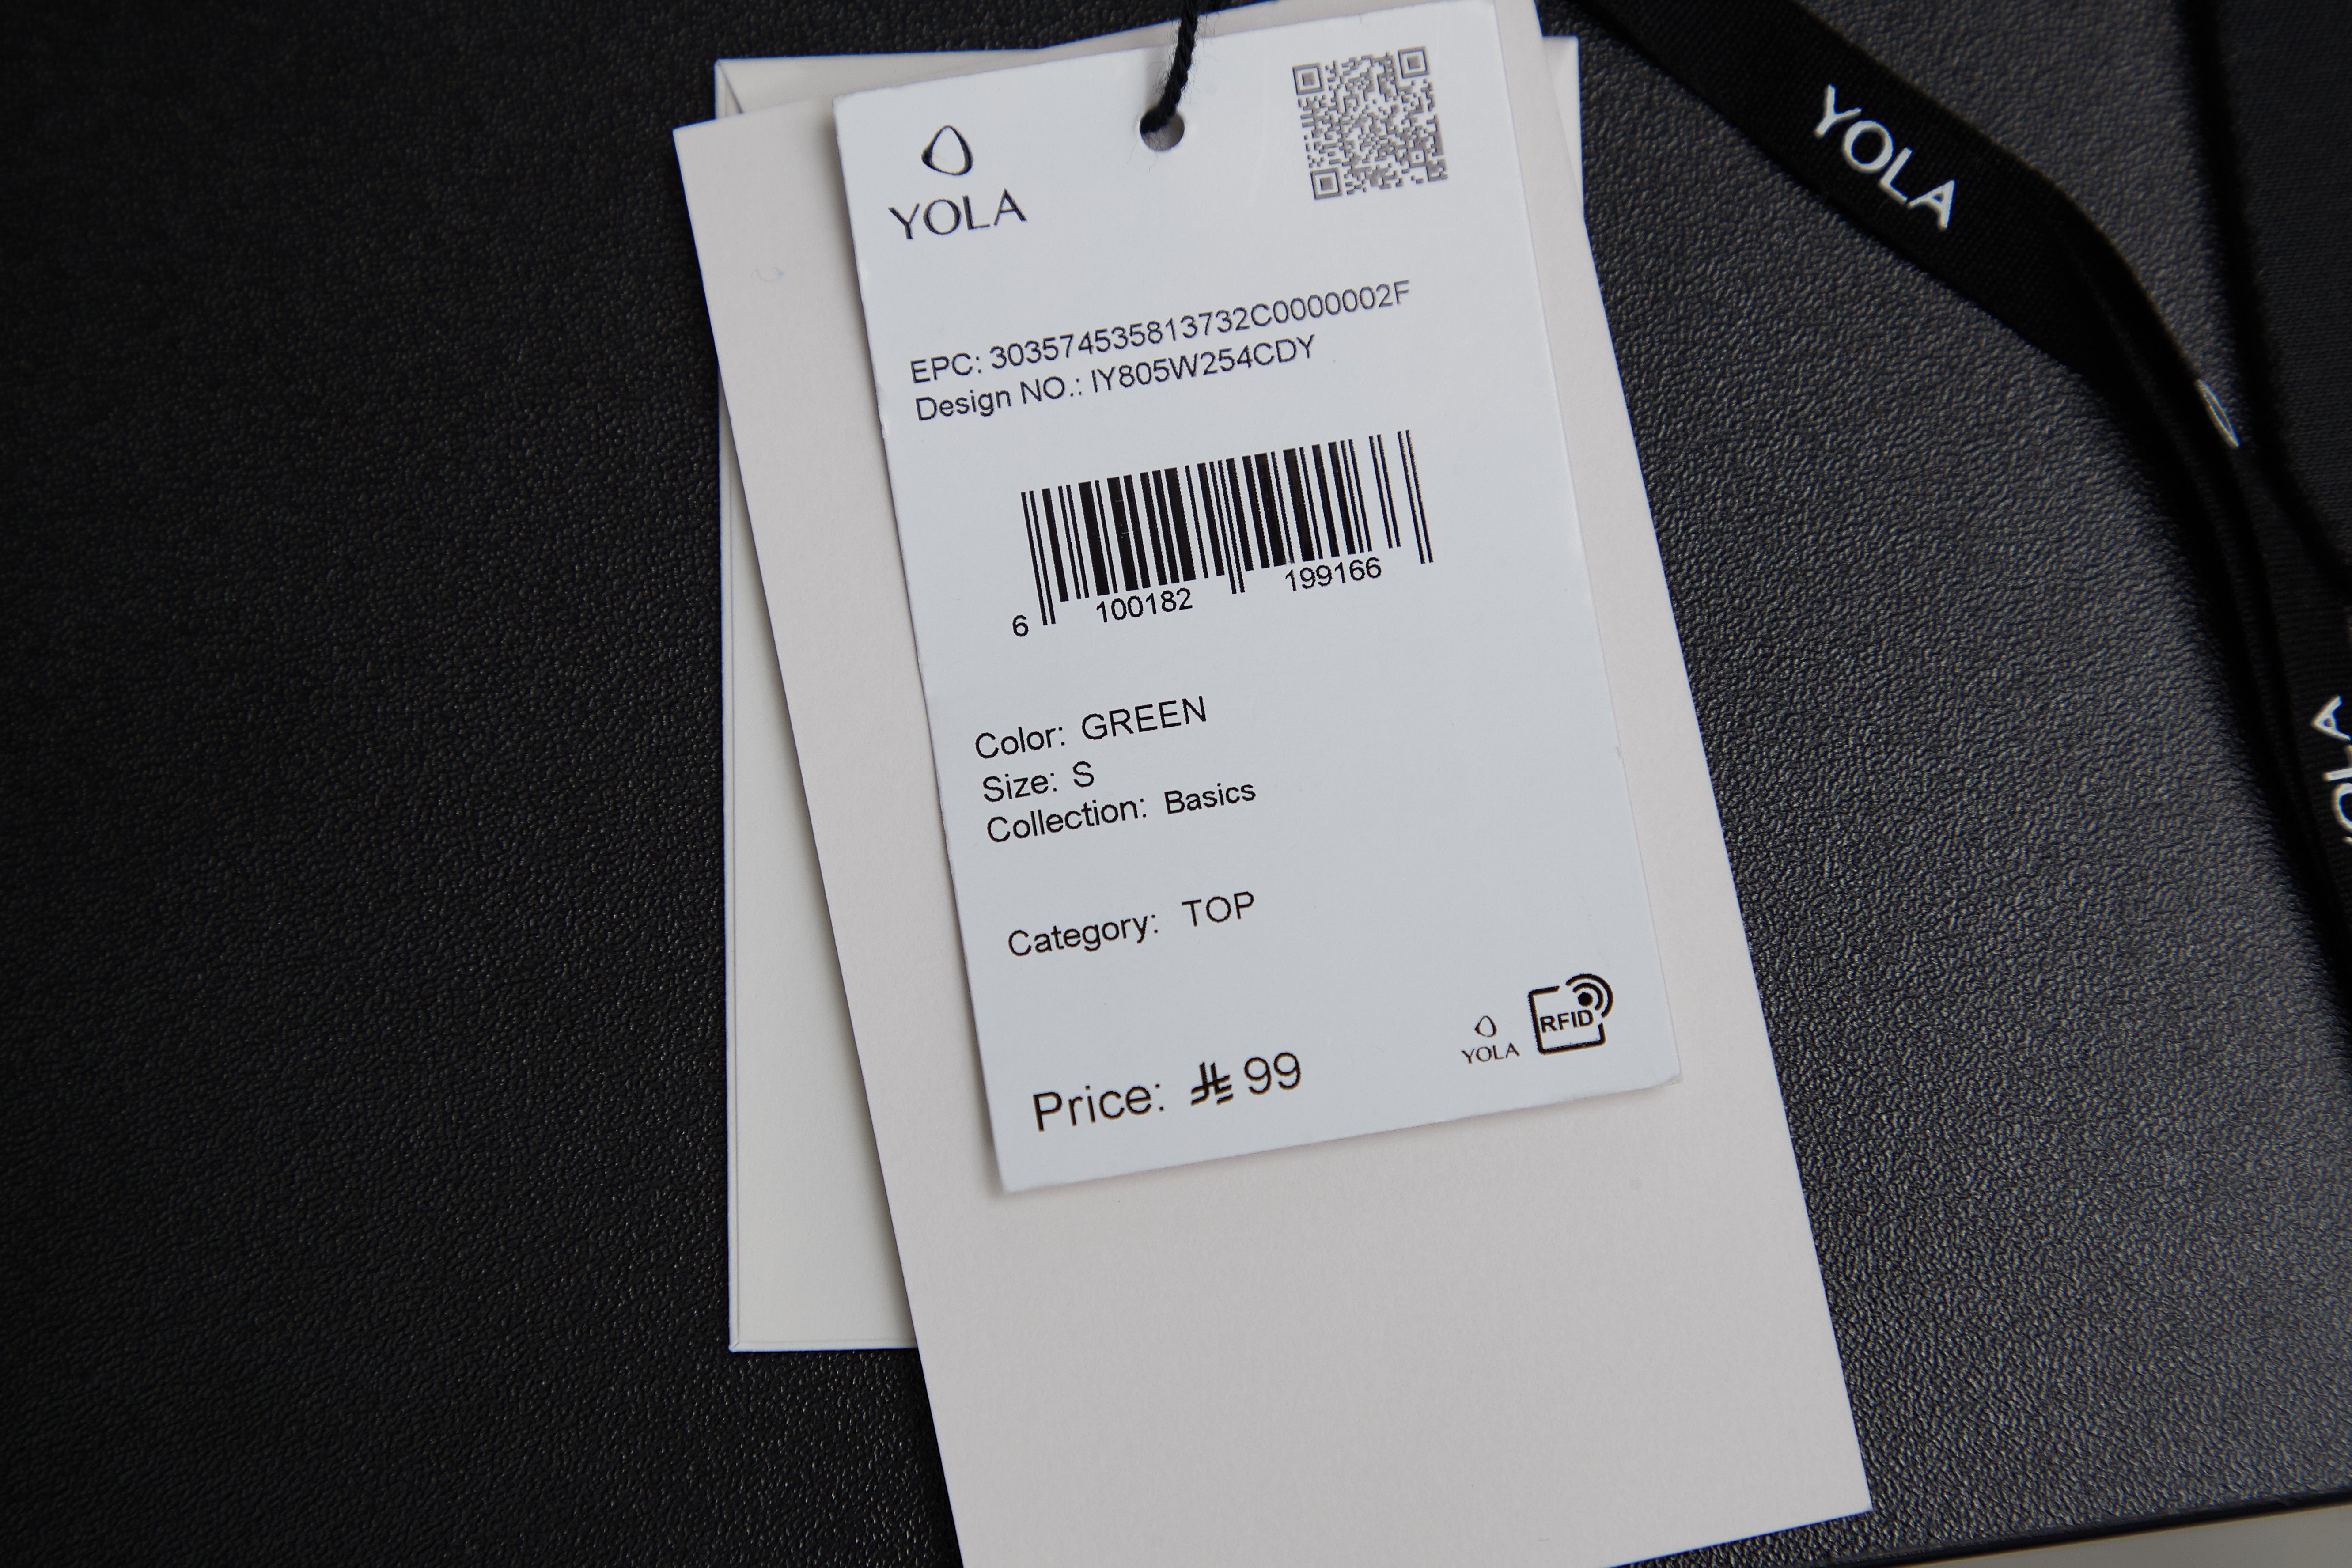 YOLA
EPC: 303574535813732C0000002F
Design NO.: IY805W254CDY
6 100182 199166
Color: GREEN
Size: S
Collection: Basics
Category: TOP
Price: ⃁ 99
YOLA
RFID
YOLA
YOLA